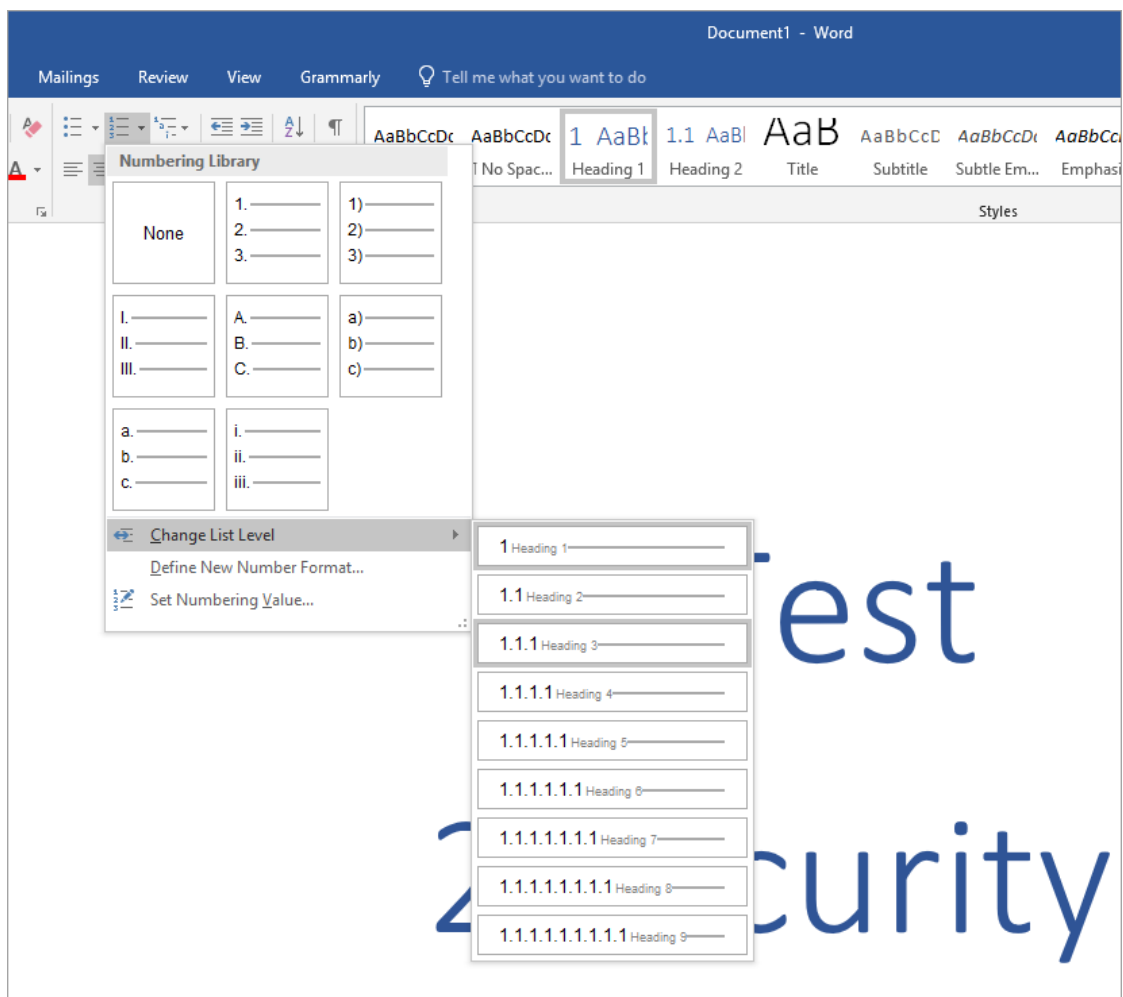 Document1 - Word
Mailings Review View Grammarly Tell me what you want to do
AaBbCcDc AaBbCcDc 1 AaBb 1.1 AaBl AaB AaBbCcD AaBbCcDc AaBbCc
No Spac... Heading 1 Heading 2 Title Subtitle Subtle Em... Emphasi
Styles
Numbering Library
None
1.
2.
3.
1)
2)
3)
I.
II.
III.
A.
B.
C.
a)
b)
c)
a.
b.
c.
i.
ii.
iii.
Change List Level
Define New Number Format...
Set Numbering Value...
1 Heading 1
1.1 Heading 2
1.1.1 Heading 3
1.1.1.1 Heading 4
1.1.1.1.1 Heading 5
1.1.1.1.1.1 Heading 6
1.1.1.1.1.1.1 Heading 7
1.1.1.1.1.1.1.1 Heading 8
1.1.1.1.1.1.1.1.1 Heading 9
Test
2 curity